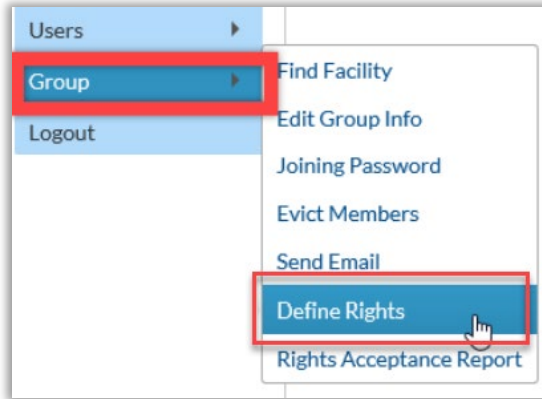 Users
Group
Logout
Find Facility
Edit Group Info
Joining Password
Evict Members
Send Email
Define Rights
Rights Acceptance Report